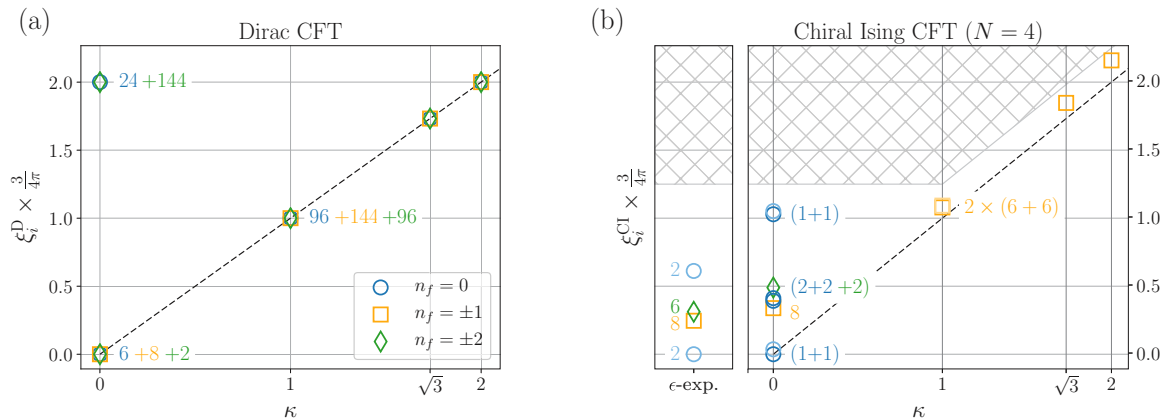 (a)
Dirac CFT
ξ_i^D × 3/4π
2.0
1.5
1.0
0.5
0.0
24 +144
96 +144 +96
6 +8 +2
n_f = 0
n_f = ±1
n_f = ±2
0
1
√3
2
κ
(b)
Chiral Ising CFT (N = 4)
ξ_i^CI × 3/4π
2
6
8
2
ϵ-exp.
(1+1)
2 × (6 + 6)
(2+2 +2)
8
(1+1)
2.0
1.5
1.0
0.5
0.0
0
1
√3
2
κ